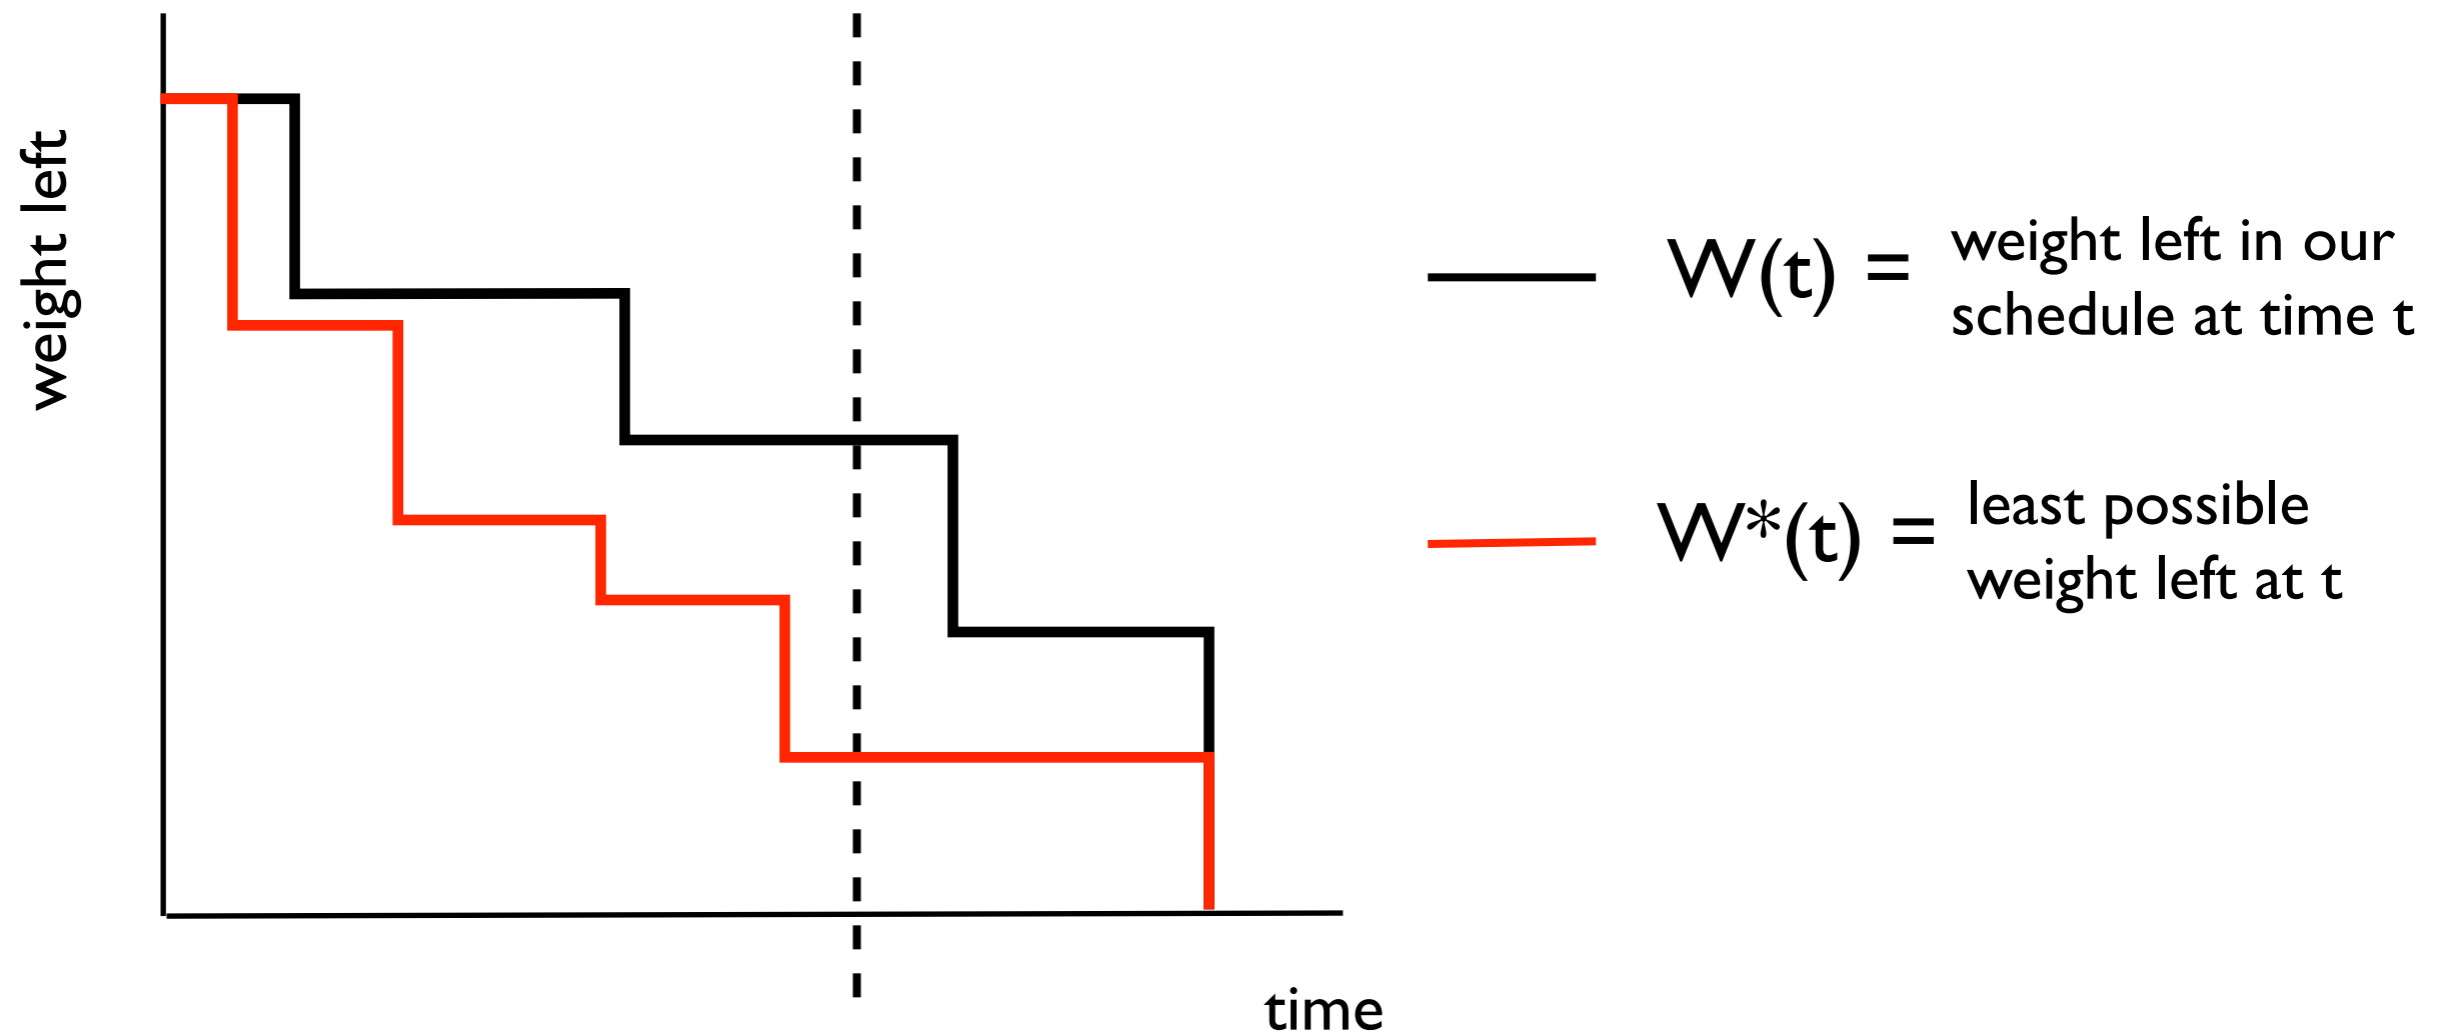 weight left
W(t) = weight left in our
schedule at time t
W*(t) = least possible
weight left at t
time